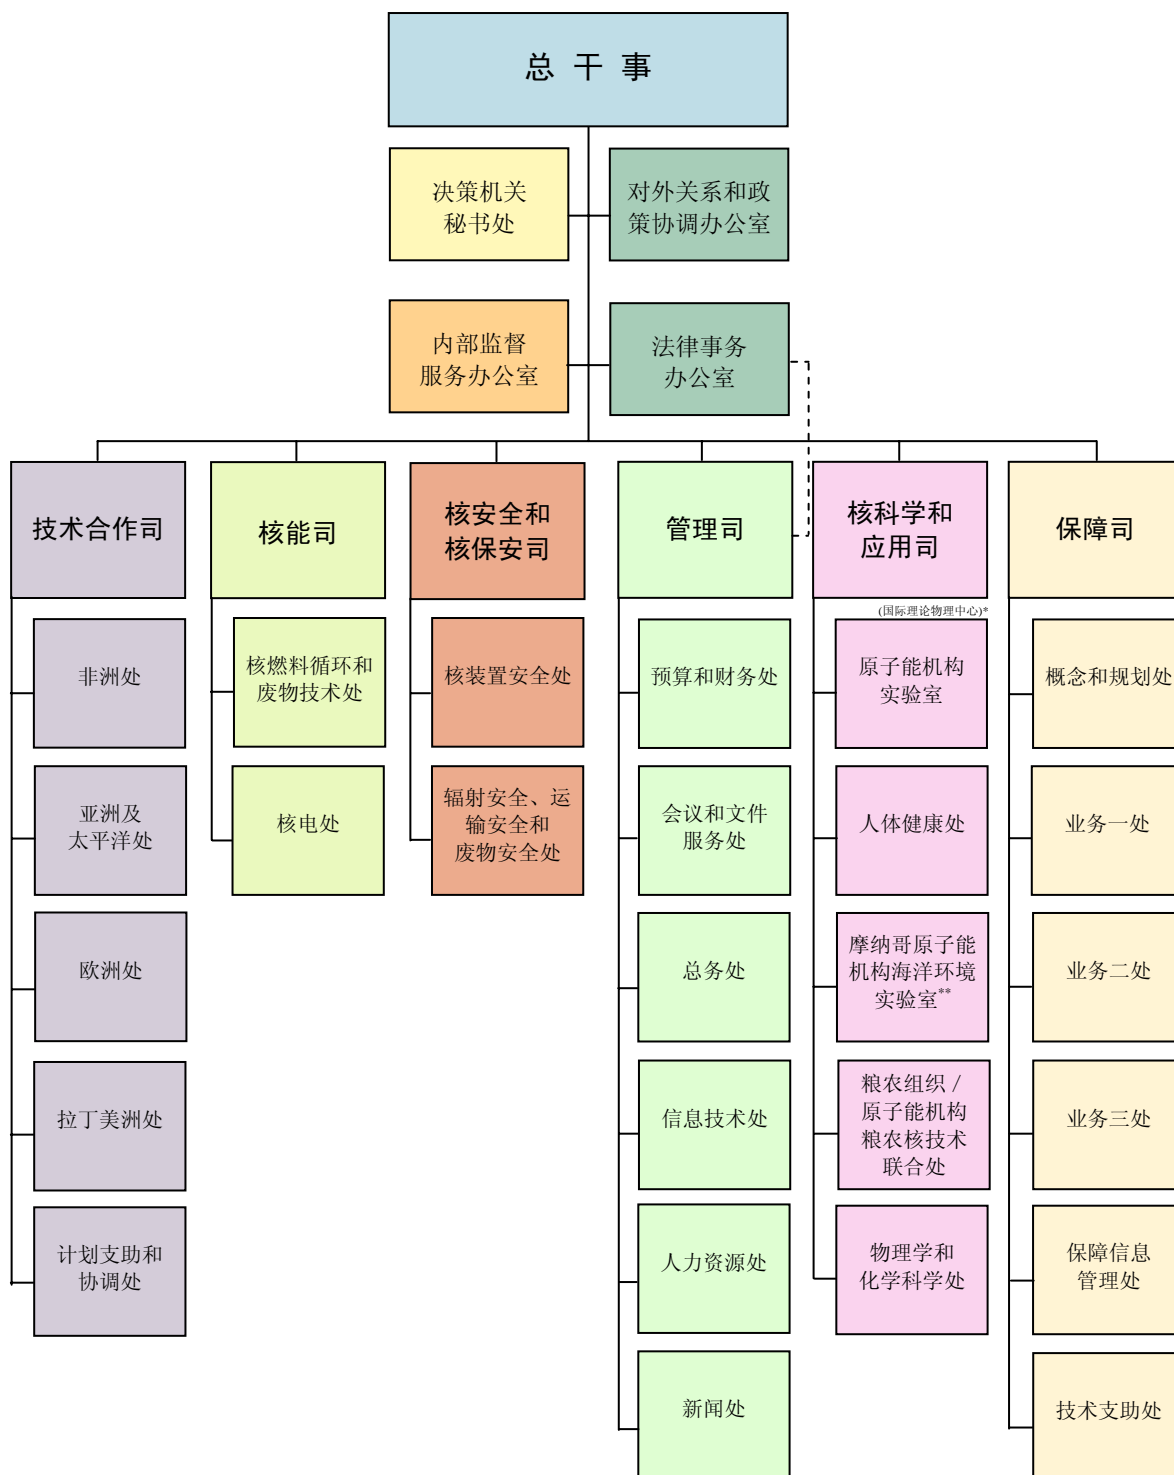 总 干 事
决策机关
秘书处
对外关系和政
策协调办公室
内部监督
服务办公室
法律事务
办公室
技术合作司
核能司
核安全和
核保安司
管理司
核科学和
应用司
保障司
(国际理论物理中心)*
非洲处
亚洲及
太平洋处
欧洲处
拉丁美洲处
计划支助和
协调处
核燃料循环和
废物技术处
核电处
核装置安全处
辐射安全、运
输安全和
废物安全处
预算和财务处
会议和文件
服务处
总务处
信息技术处
人力资源处
新闻处
原子能机构
实验室
人体健康处
摩纳哥原子能
机构海洋环境
实验室**
粮农组织 /
原子能机构
粮农核技术
联合处
物理学和
化学科学处
概念和规划处
业务一处
业务二处
业务三处
保障信息
管理处
技术支助处